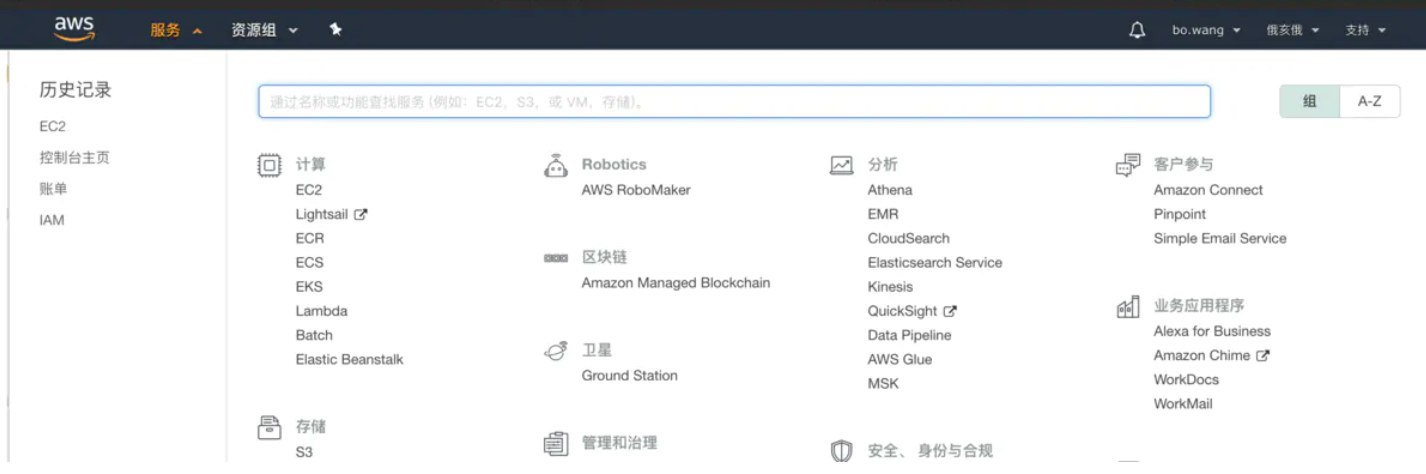 aws
服务
资源组
bo.wang
俄亥俄
支持
历史记录
EC2
控制台主页
账单
IAM
通过名称或功能查找服务 (例如：EC2，S3，或 VM，存储)。
组
A-Z
计算
EC2
Lightsail
ECR
ECS
EKS
Lambda
Batch
Elastic Beanstalk
存储
S3
Robotics
AWS RoboMaker
区块链
Amazon Managed Blockchain
卫星
Ground Station
管理和治理
分析
Athena
EMR
CloudSearch
Elasticsearch Service
Kinesis
QuickSight
Data Pipeline
AWS Glue
MSK
安全、身份与合规
客户参与
Amazon Connect
Pinpoint
Simple Email Service
业务应用程序
Alexa for Business
Amazon Chime
WorkDocs
WorkMail